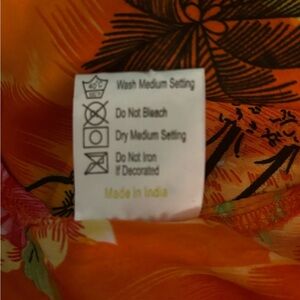 40°C
Wash Medium Setting
Do Not Bleach
Dry Medium Setting
Do Not Iron
If Decorated
Made in India